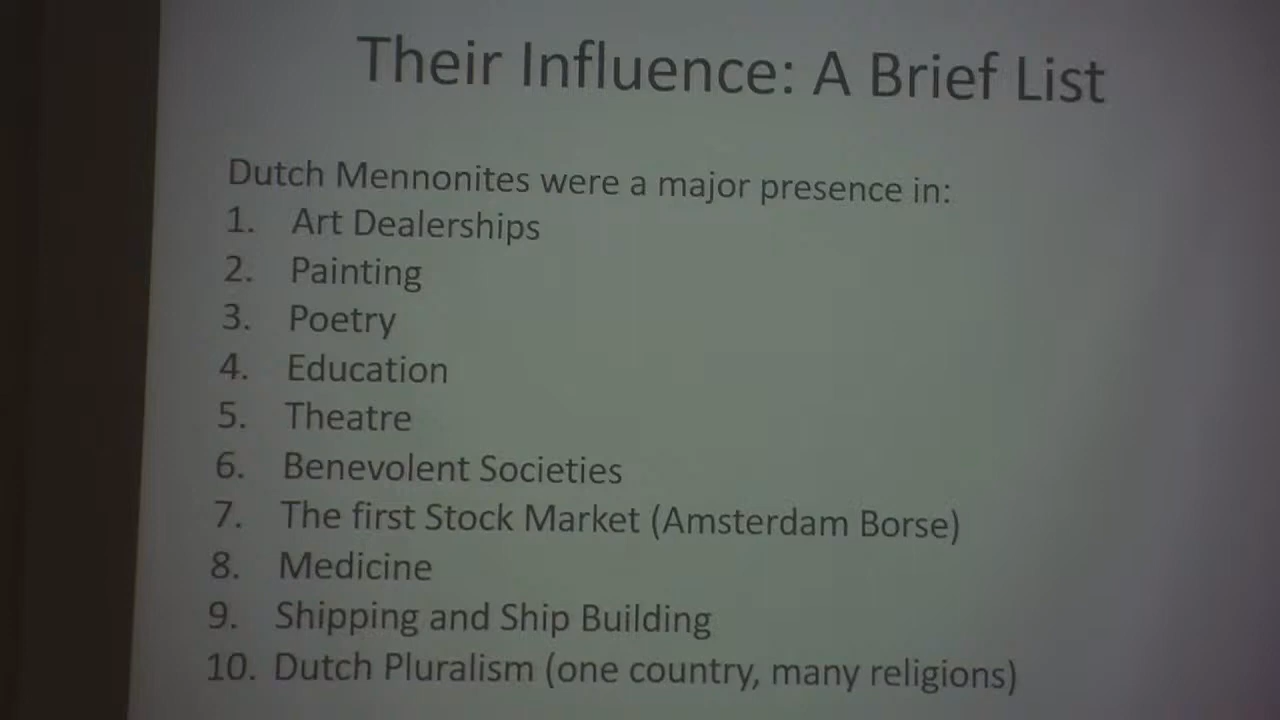 Their Influence: A Brief List
Dutch Mennonites were a major presence in:
1. Art Dealerships
2. Painting
3. Poetry
4. Education
5. Theatre
6. Benevolent Societies
7. The first Stock Market (Amsterdam Borse)
8. Medicine
9. Shipping and Ship Building
10. Dutch Pluralism (one country, many religions)